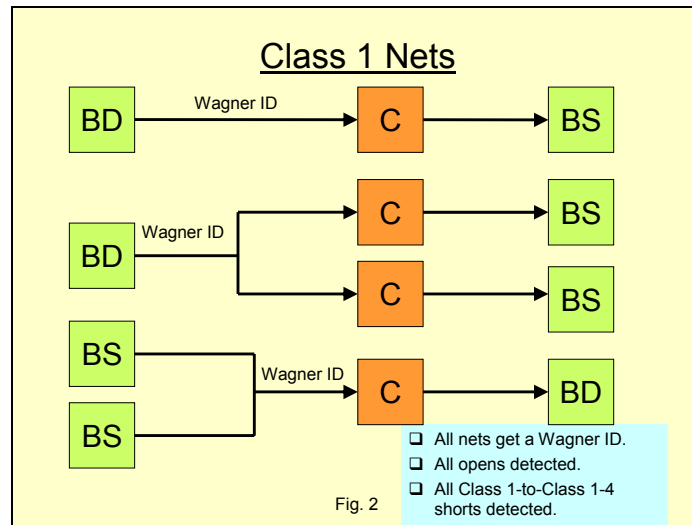 Class 1 Nets
Wagner ID
BD
C
BS
Wagner ID
BD
C
BS
C
BS
BS
Wagner ID
BS
C
BD
❑ All nets get a Wagner ID.
❑ All opens detected.
❑ All Class 1-to-Class 1-4
shorts detected.
Fig. 2